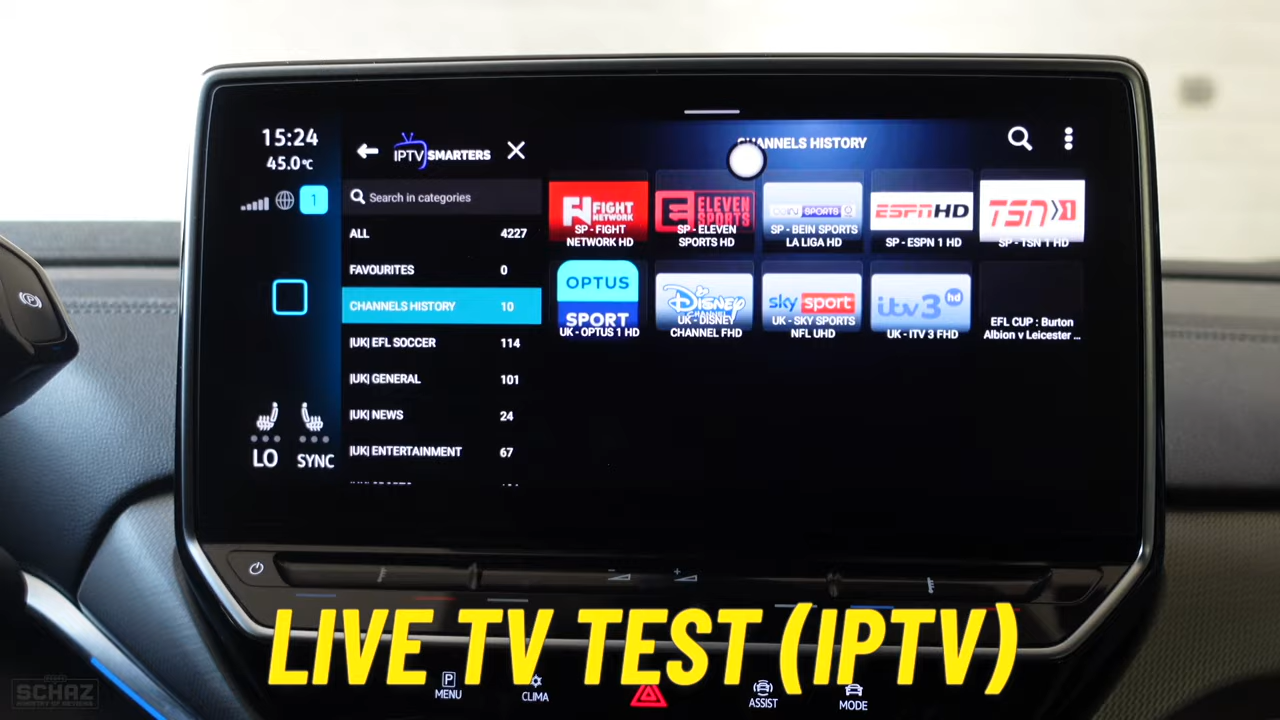 15:24
45.0°C
1
LO
SYNC
IPTV SMARTERS
Search in categories
ALL 4227
FAVOURITES 0
CHANNELS HISTORY 10
|UK| EFL SOCCER 114
|UK| GENERAL 101
|UK| NEWS 24
|UK| ENTERTAINMENT 67
CHANNELS HISTORY
FIGHT
NETWORK
SP - FIGHT
NETWORK HD
ELEVEN
SPORTS
SP - ELEVEN
SPORTS HD
beIN SPORTS
SP - BEIN SPORTS
LA LIGA HD
ESPN HD
SP - ESPN 1 HD
TSN 1
SP - TSN 1 HD
OPTUS
SPORT
UK - OPTUS 1 HD
Disney
CHANNEL
UK - DISNEY
CHANNEL FHD
sky sport
UK - SKY SPORTS
NFL UHD
itv3 hd
UK - ITV 3 FHD
EFL CUP : Burton
Albion v Leicester ...
LIVE TV TEST (IPTV)
P
MENU
CLIMA
ASSIST
MODE
SCHAZ
MINISTRY OF REVIEWS